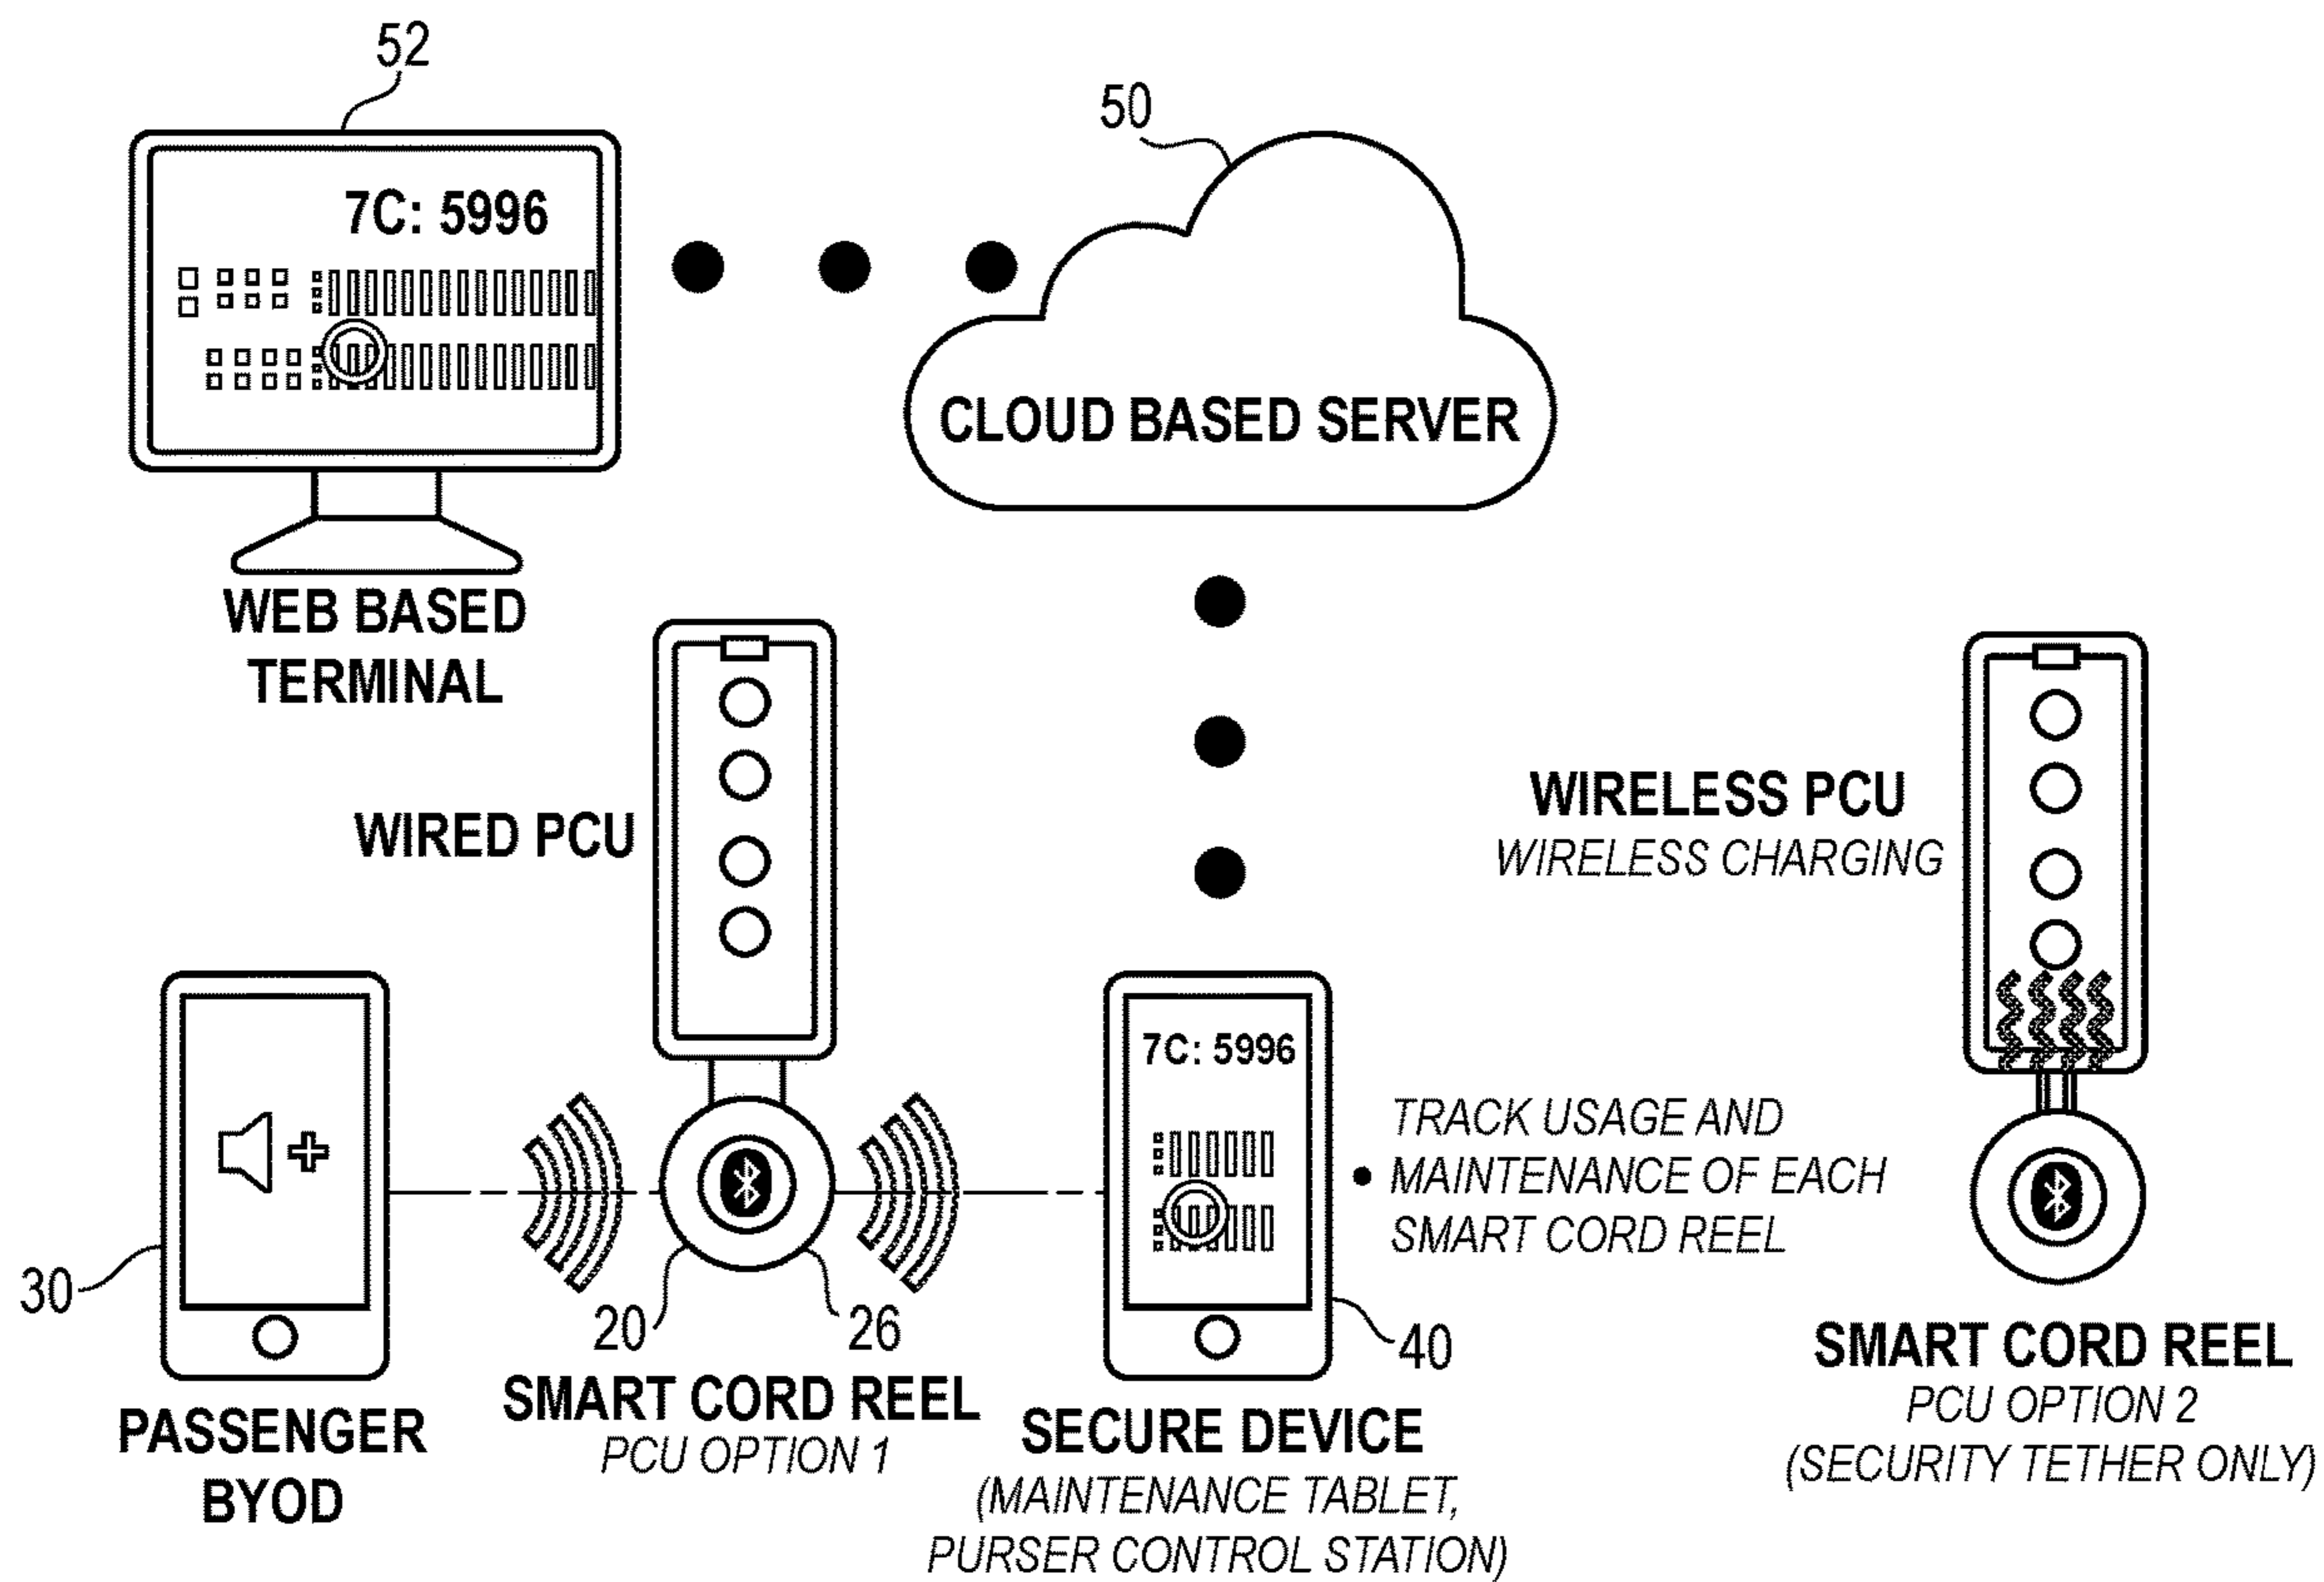 52
50
7C: 5996
CLOUD BASED SERVER
WEB BASED
TERMINAL
WIRED PCU
WIRELESS PCU
WIRELESS CHARGING
7C: 5996
TRACK USAGE AND
• MAINTENANCE OF EACH
SMART CORD REEL
30
20
26
40
PASSENGER
BYOD
SMART CORD REEL
PCU OPTION 1
SECURE DEVICE
(MAINTENANCE TABLET,
PURSER CONTROL STATION)
SMART CORD REEL
PCU OPTION 2
(SECURITY TETHER ONLY)